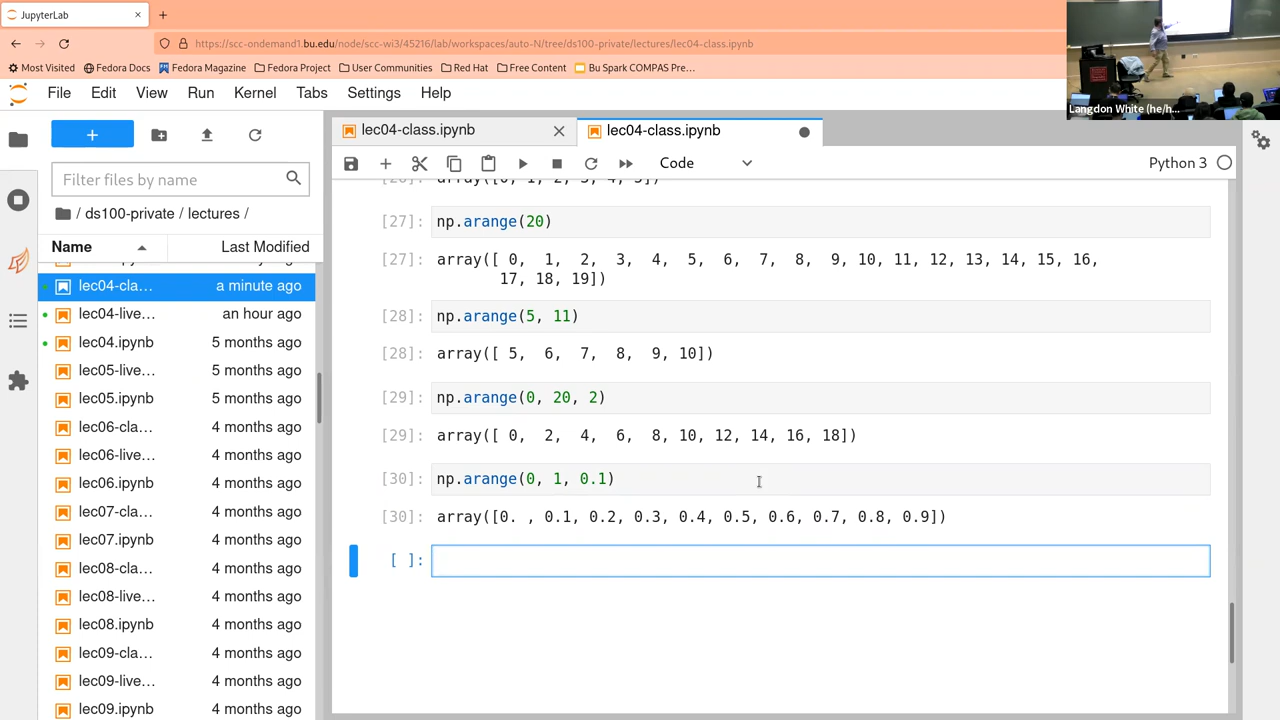 JupyterLab
https://scc-ondemand1.bu.edu/node/scc-wi3/45216/lab/workspaces/auto-N/tree/ds100-private/lectures/lec04-class.ipynb
Most Visited Fedora Docs Fedora Magazine Fedora Project User Communities Red Hat Free Content Bu Spark COMPAS Pre…
Langdon White (he/h...
File Edit View Run Kernel Tabs Settings Help
lec04-class.ipynb lec04-class.ipynb
Code Python 3
Filter files by name
/ ds100-private / lectures /
Name Last Modified
lec04-cla… a minute ago
lec04-live… an hour ago
lec04.ipynb 5 months ago
lec05-live… 5 months ago
lec05.ipynb 5 months ago
lec06-cla… 4 months ago
lec06-live… 4 months ago
lec06.ipynb 4 months ago
lec07-cla… 4 months ago
lec07.ipynb 4 months ago
lec08-cla… 4 months ago
lec08-live… 4 months ago
lec08.ipynb 4 months ago
lec09-cla… 4 months ago
lec09-live… 4 months ago
lec09.ipynb 4 months ago
array([0, 1, 2, 3, 4, 5])
[27]: np.arange(20)
[27]: array([ 0, 1, 2, 3, 4, 5, 6, 7, 8, 9, 10, 11, 12, 13, 14, 15, 16,
17, 18, 19])
[28]: np.arange(5, 11)
[28]: array([ 5, 6, 7, 8, 9, 10])
[29]: np.arange(0, 20, 2)
[29]: array([ 0, 2, 4, 6, 8, 10, 12, 14, 16, 18])
[30]: np.arange(0, 1, 0.1)
[30]: array([0. , 0.1, 0.2, 0.3, 0.4, 0.5, 0.6, 0.7, 0.8, 0.9])
[ ]: